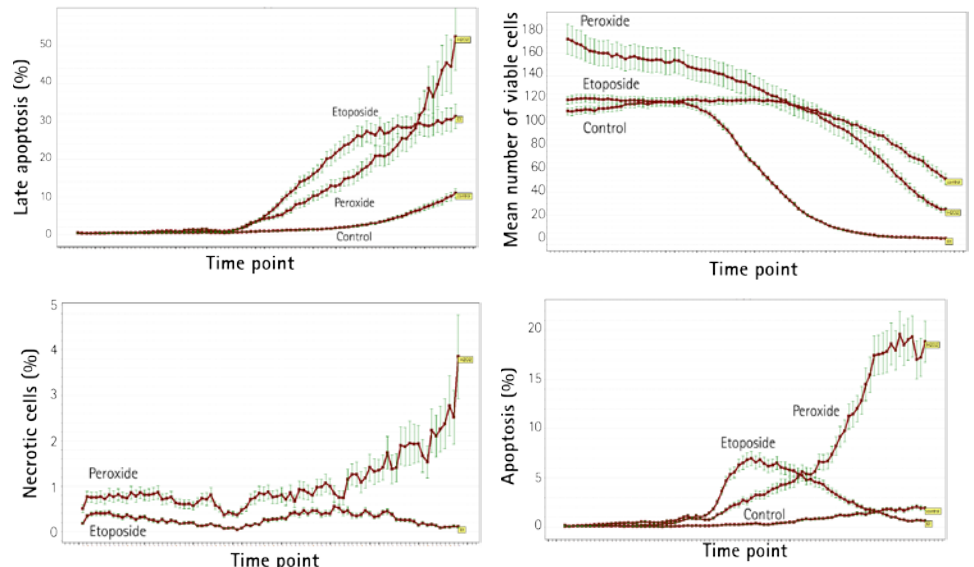 Late apoptosis (%)
50
40
30
20
10
0
Etoposide
Peroxide
Control
Time point
Mean number of viable cells
180
160
140
120
100
80
60
40
20
0
Peroxide
Etoposide
Control
Time point
Necrotic cells (%)
5
4
3
2
1
0
Peroxide
Etoposide
Time point
Apoptosis (%)
20
15
10
5
0
Peroxide
Etoposide
Control
Time point